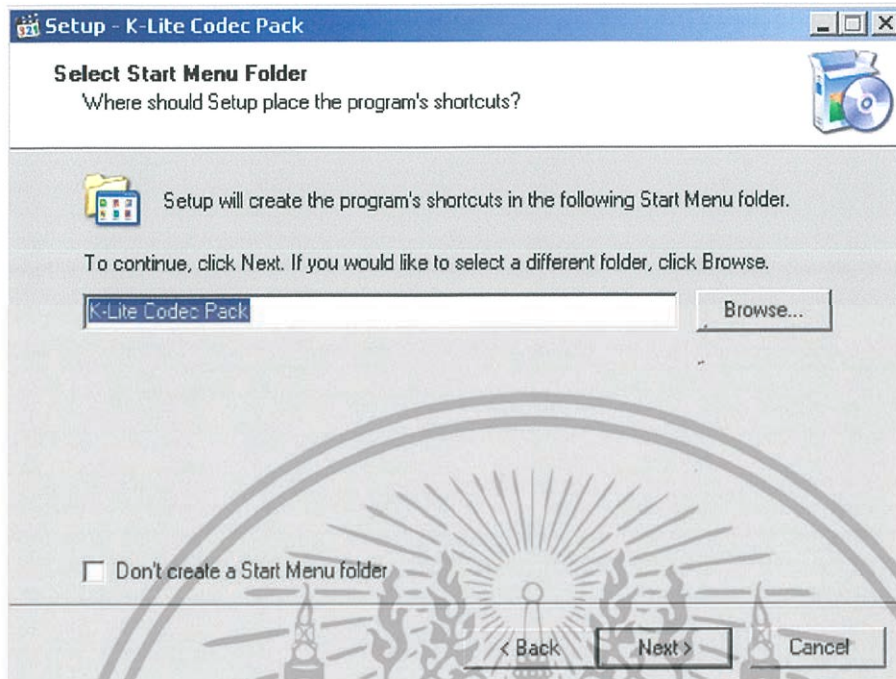 Setup - K-Lite Codec Pack
Select Start Menu Folder
Where should Setup place the program's shortcuts?
Setup will create the program's shortcuts in the following Start Menu folder.
To continue, click Next. If you would like to select a different folder, click Browse.
K-Lite Codec Pack
Browse...
Don't create a Start Menu folder
< Back
Next >
Cancel